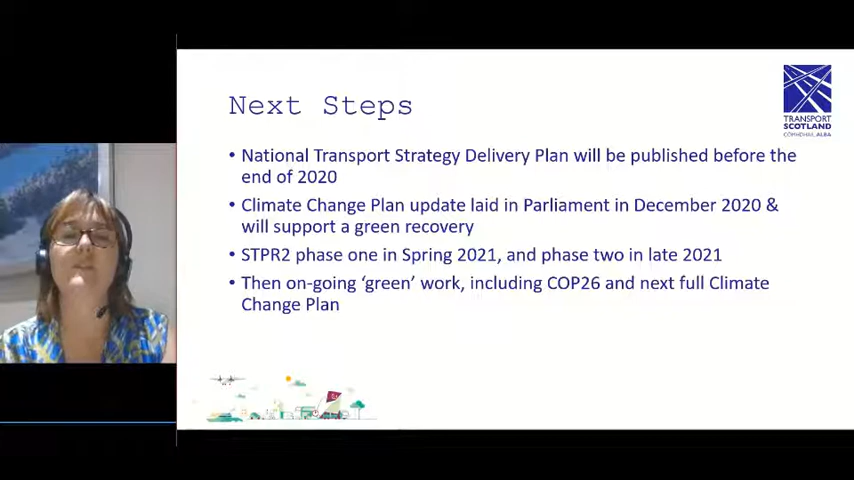 Next Steps
• National Transport Strategy Delivery Plan will be published before the
end of 2020
• Climate Change Plan update laid in Parliament in December 2020 &
will support a green recovery
• STPR2 phase one in Spring 2021, and phase two in late 2021
• Then on-going ‘green’ work, including COP26 and next full Climate
Change Plan
TRANSPORT
SCOTLAND
CÒMHDHAIL ALBA